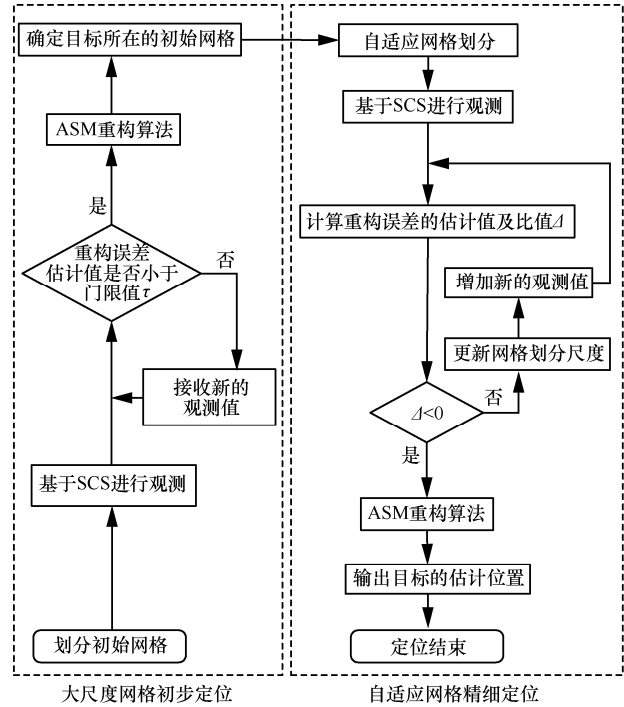 确定目标所在的初始网格
ASM重构算法
是
重构误差
估计值是否小于
门限值τ
否
接收新的
观测值
基于SCS进行观测
划分初始网格
大尺度网格初步定位
自适应网格划分
基于SCS进行观测
计算重构误差的估计值及比值Δ
增加新的观测值
更新网格划分尺度
否
Δ<0
是
ASM重构算法
输出目标的估计位置
定位结束
自适应网格精细定位